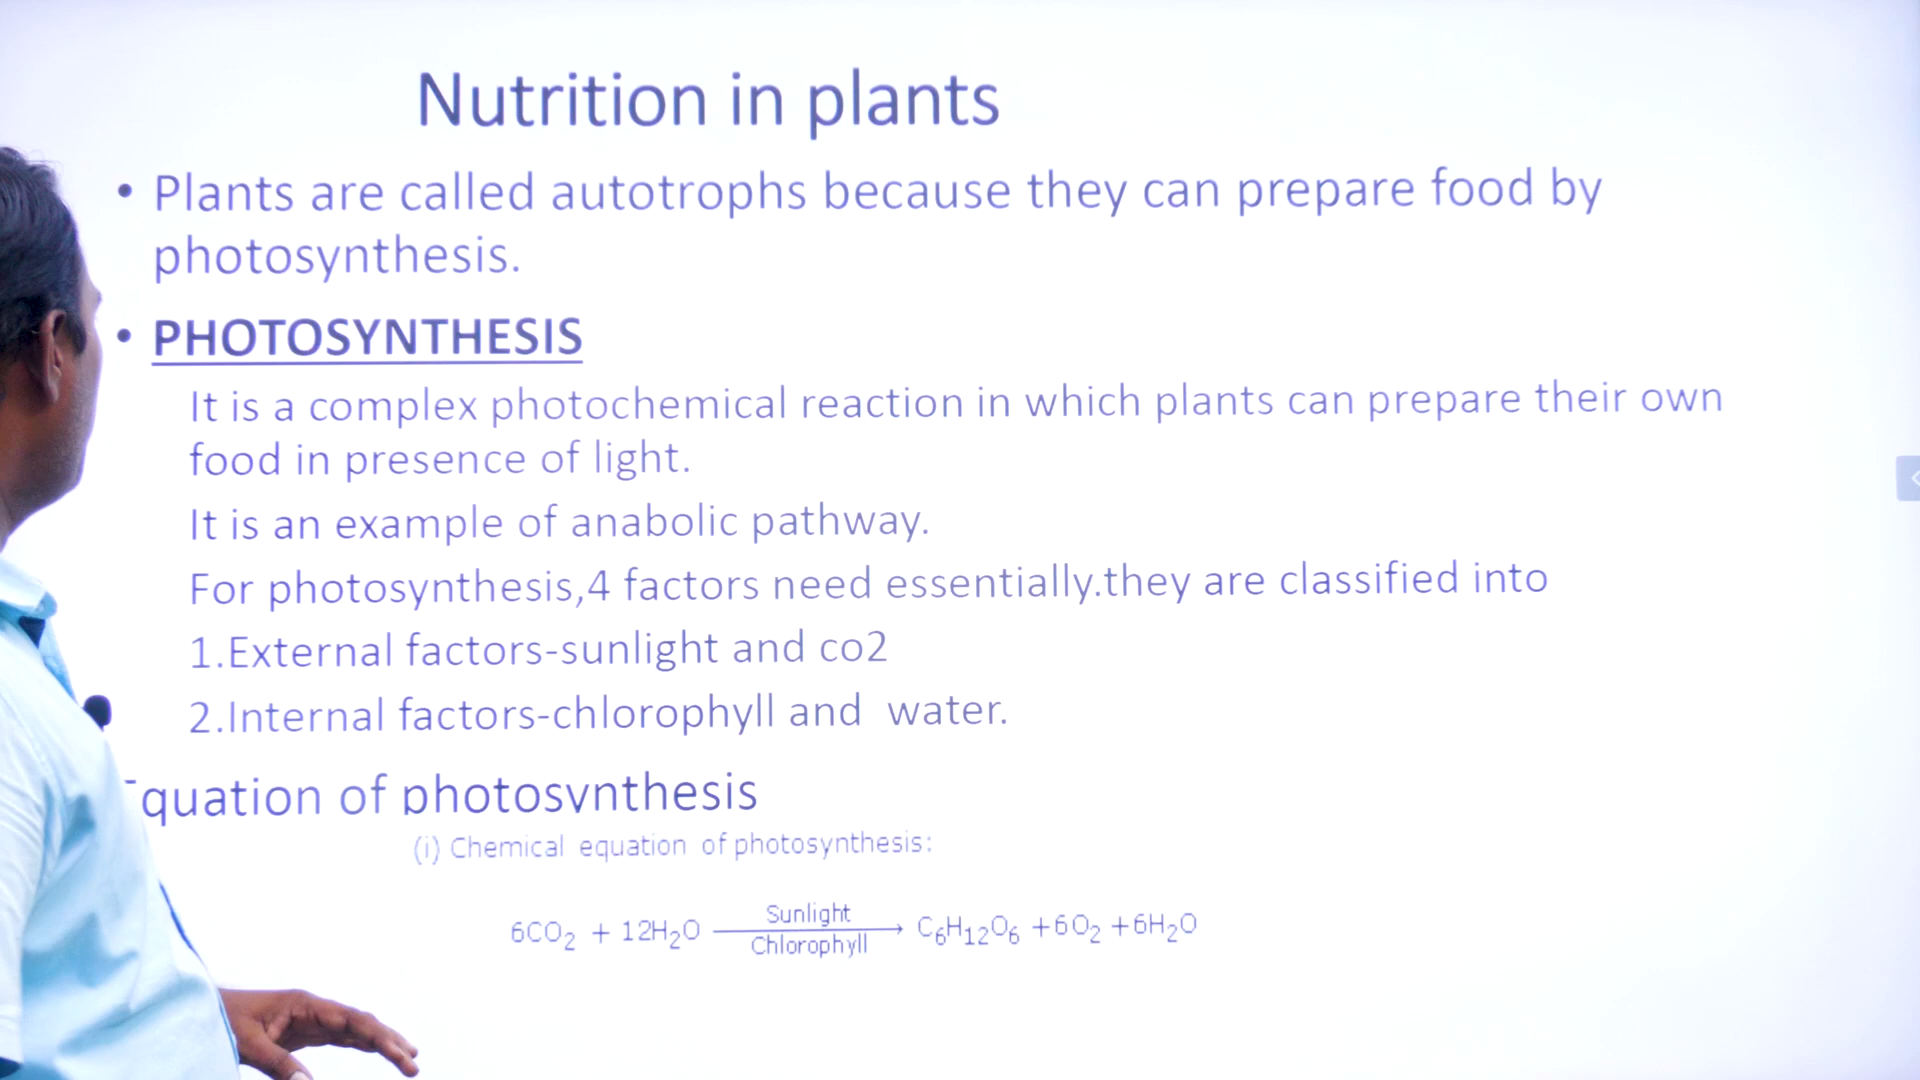 Nutrition in plants
• Plants are called autotrophs because they can prepare food by
photosynthesis.
• PHOTOSYNTHESIS
It is a complex photochemical reaction in which plants can prepare their own
food in presence of light.
It is an example of anabolic pathway.
For photosynthesis,4 factors need essentially.they are classified into
1.External factors-sunlight and co2
2.Internal factors-chlorophyll and water.
Equation of photosynthesis
(i) Chemical equation of photosynthesis:
Sunlight
6CO₂ + 12H₂O ⟶ C₆H₁₂O₆ +6O₂ +6H₂O
Chlorophyll